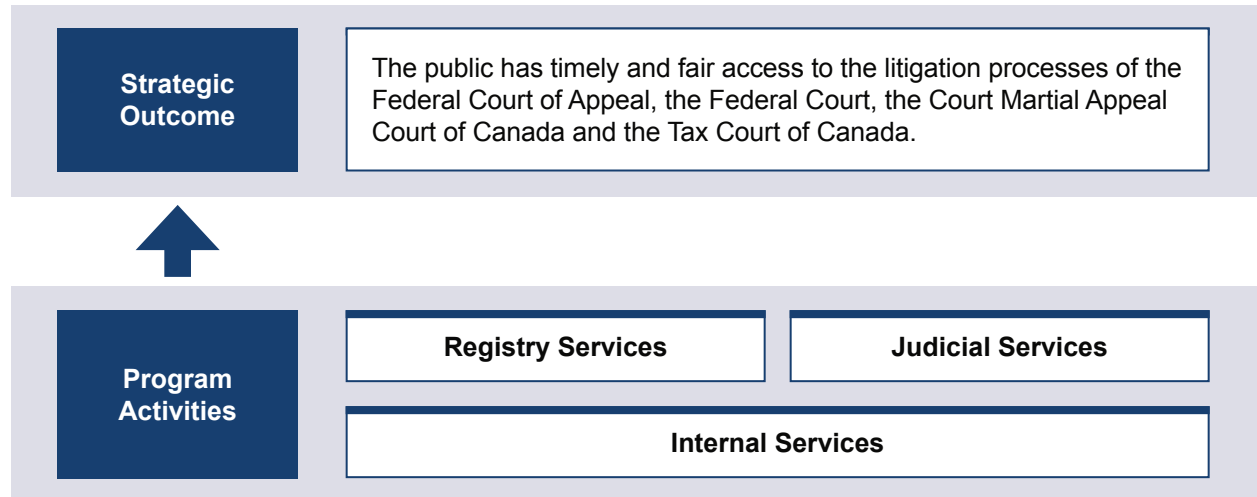 Strategic
Outcome
The public has timely and fair access to the litigation processes of the
Federal Court of Appeal, the Federal Court, the Court Martial Appeal
Court of Canada and the Tax Court of Canada.
Program
Activities
Registry Services
Judicial Services
Internal Services